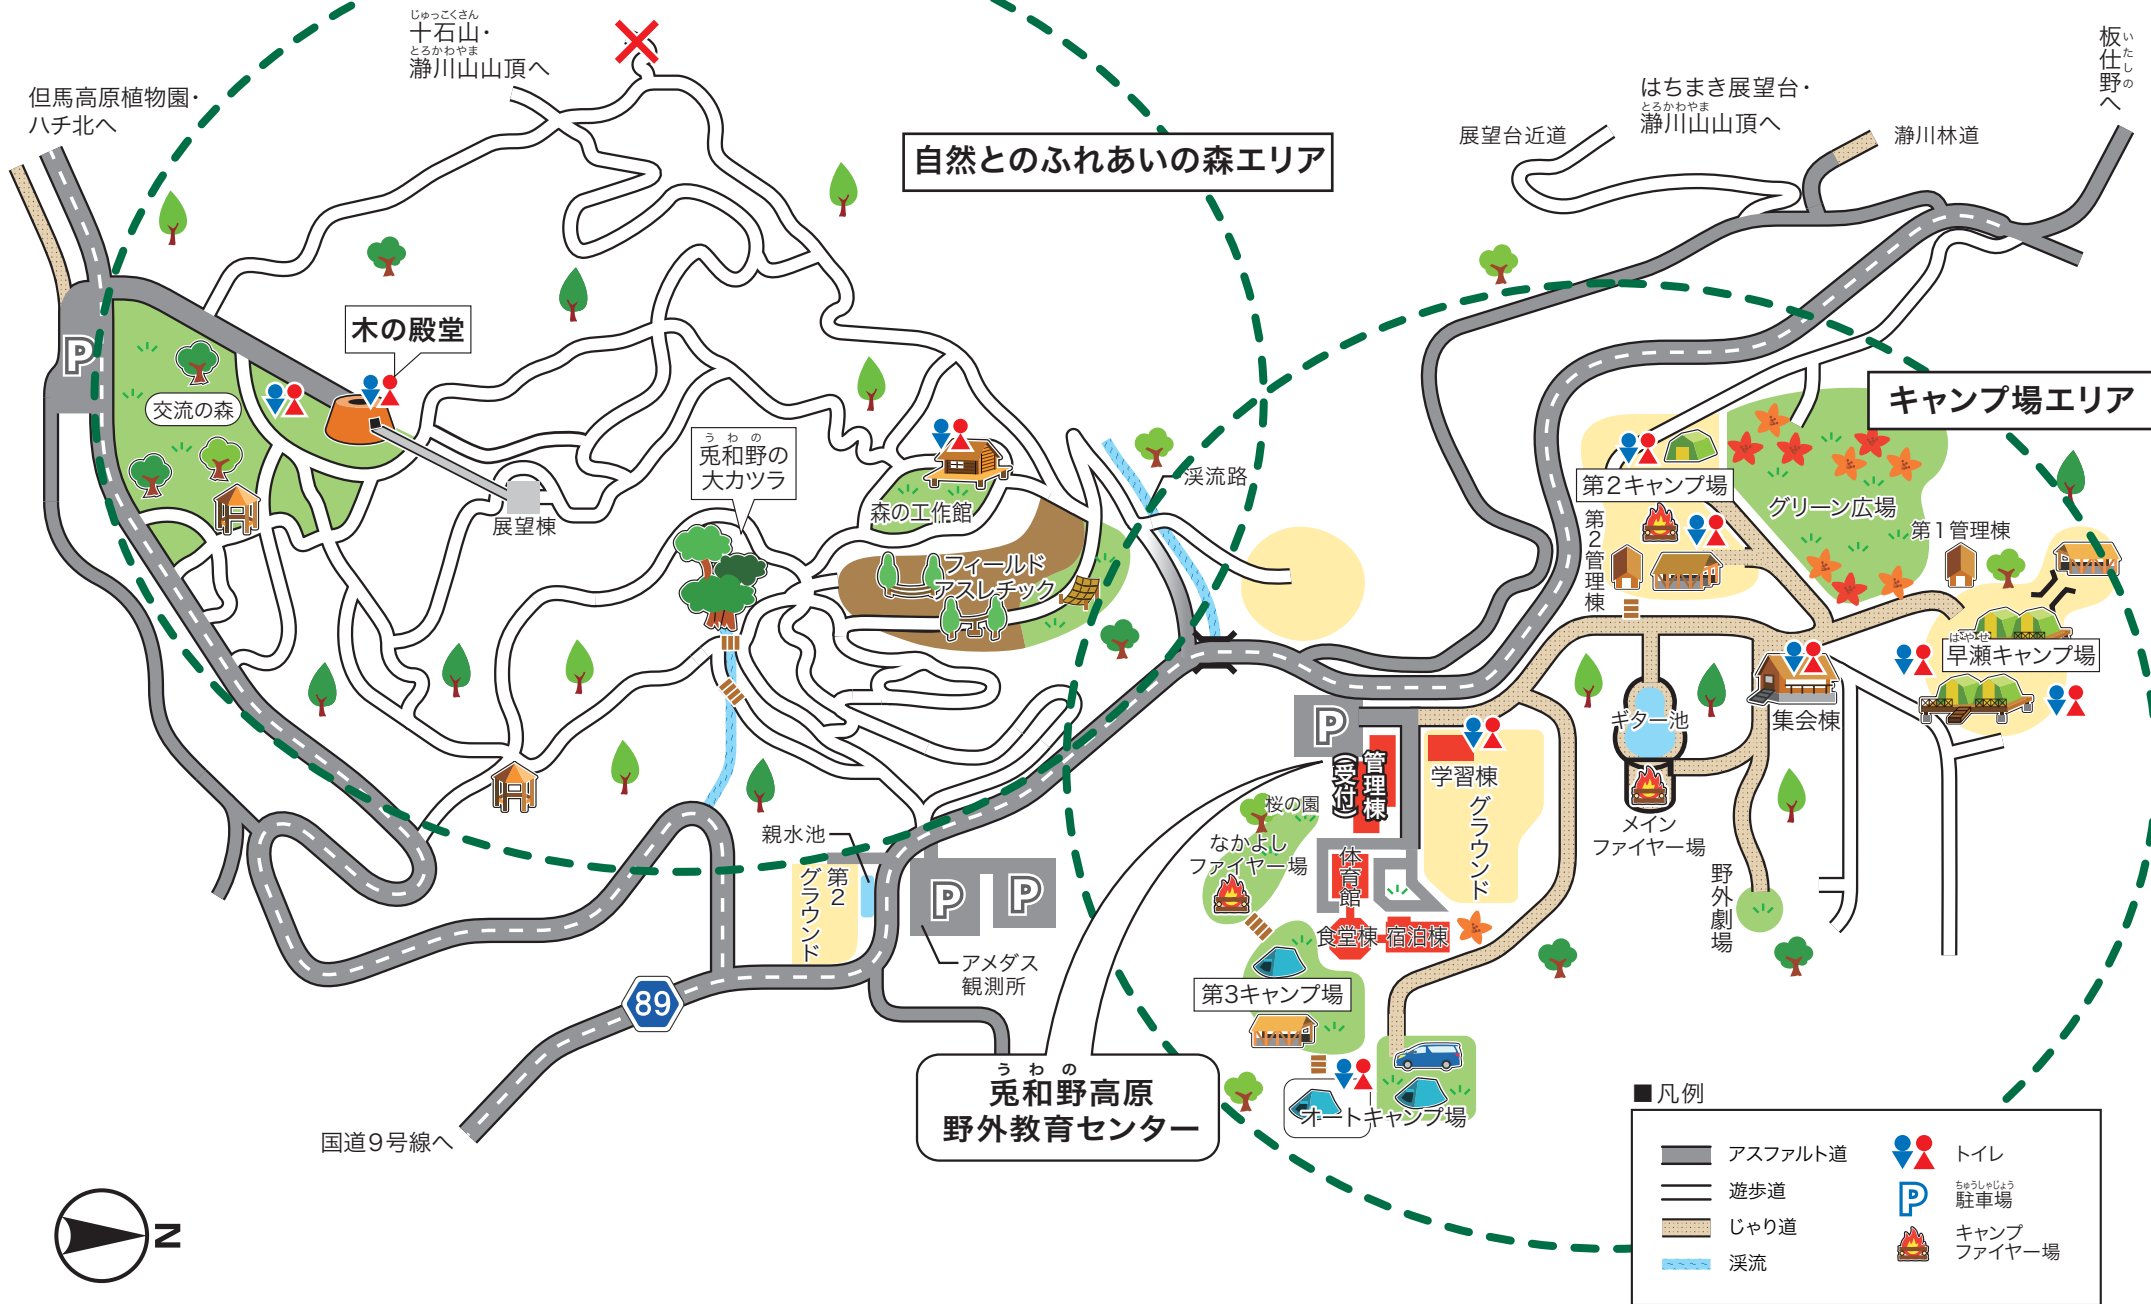 じゅっこくさん
十石山・
とろかわやま
瀞川山山頂へ
但馬高原植物園・
ハチ北へ
自然とのふれあいの森エリア
はちまき展望台・
とろかわやま
瀞川山山頂へ
展望台近道
瀞川林道
いたしの
板仕野へ
P
木の殿堂
交流の森
展望棟
うわの
兎和野の
大カツラ
森の工作館
フィールド
アスレチック
渓流路
キャンプ場エリア
第2キャンプ場
第2管理棟
グリーン広場
第1管理棟
はやせ
早瀬キャンプ場
集会棟
ギター池
メイン
ファイヤー場
野外劇場
P
管理棟
(受付)
学習棟
グラウンド
桜の園
なかよし
ファイヤー場
体育館
食堂棟
宿泊棟
第3キャンプ場
オートキャンプ場
親水池
第2
グラウンド
P
P
アメダス
観測所
89
国道9号線へ
うわの
兎和野高原
野外教育センター
N
■凡例
アスファルト道
遊歩道
じゃり道
渓流
トイレ
P
ちゅうしゃじょう
駐車場
キャンプ
ファイヤー場